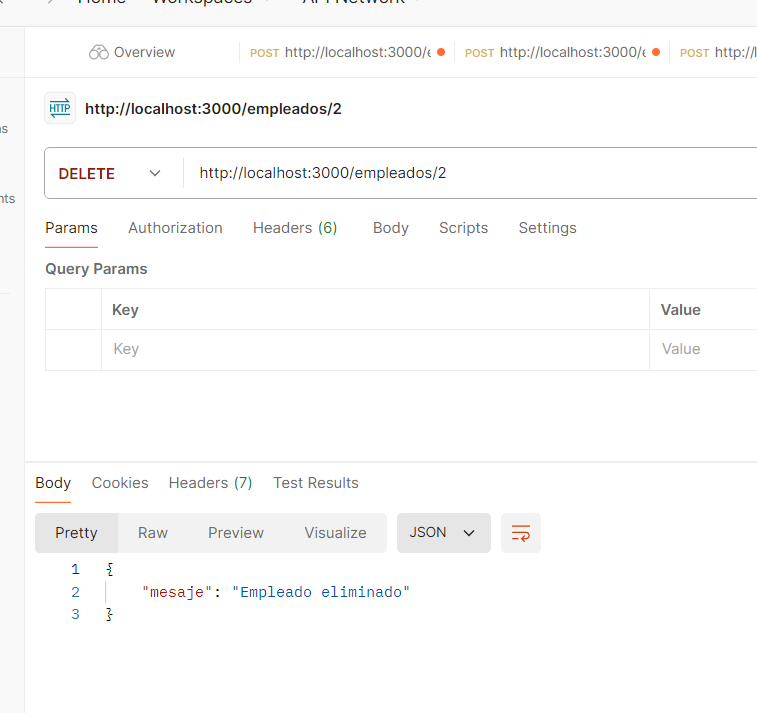 Home Workspaces API Network
Overview
POST http://localhost:3000/e
POST http://localhost:3000/e
POST http://l
HTTP http://localhost:3000/empleados/2
DELETE http://localhost:3000/empleados/2
Params Authorization Headers (6) Body Scripts Settings
Query Params
Key Value
Key Value
Body Cookies Headers (7) Test Results
Pretty Raw Preview Visualize JSON
1 {
2 "mesaje": "Empleado eliminado"
3 }